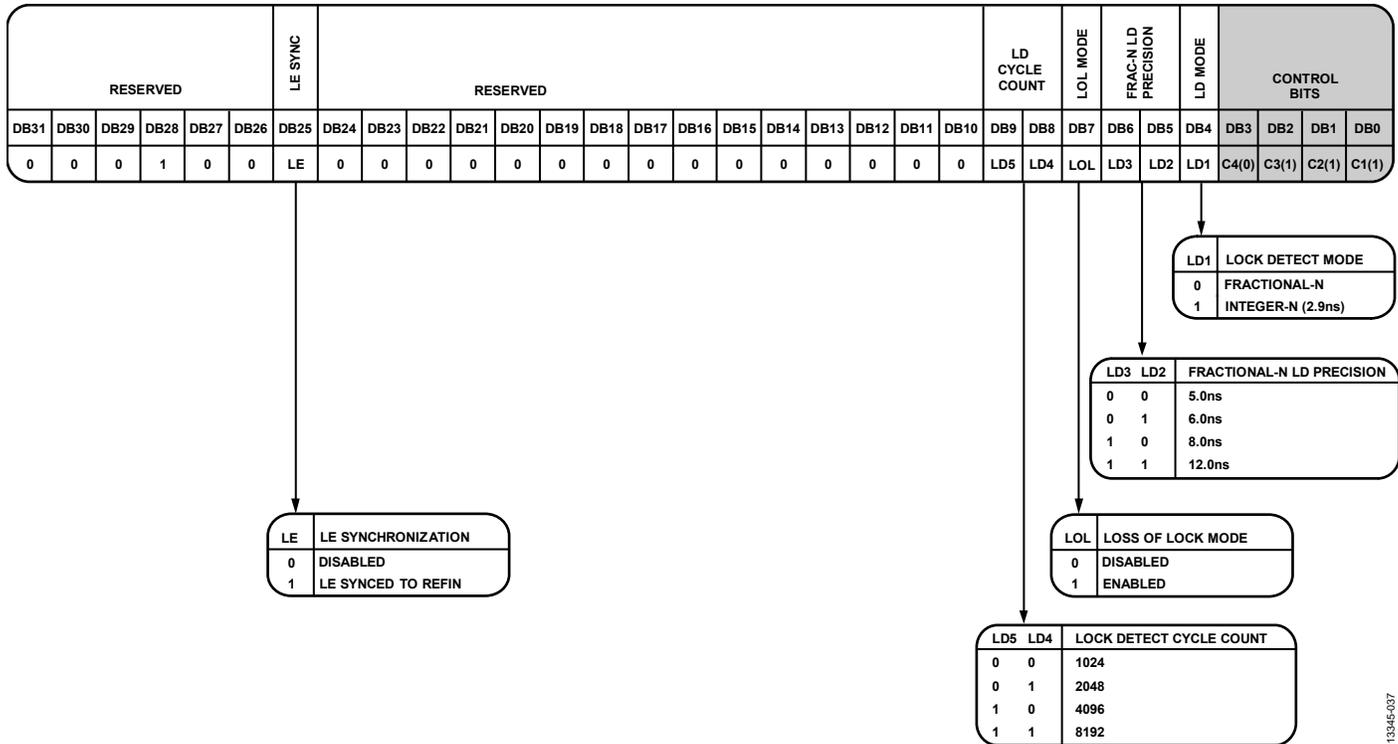 RESERVED
LE SYNC
RESERVED
LD
CYCLE
COUNT
LOL MODE
FRAC-N LD
PRECISION
LD MODE
CONTROL
BITS
DB31 DB30 DB29 DB28 DB27 DB26 DB25 DB24 DB23 DB22 DB21 DB20 DB19 DB18 DB17 DB16 DB15 DB14 DB13 DB12 DB11 DB10 DB9 DB8 DB7 DB6 DB5 DB4 DB3 DB2 DB1 DB0
0 0 0 1 0 0 LE 0 0 0 0 0 0 0 0 0 0 0 0 0 0 0 LD5 LD4 LOL LD3 LD2 LD1 C4(0) C3(1) C2(1) C1(1)
LD1 LOCK DETECT MODE
0 FRACTIONAL-N
1 INTEGER-N (2.9ns)
LD3 LD2 FRACTIONAL-N LD PRECISION
0 0 5.0ns
0 1 6.0ns
1 0 8.0ns
1 1 12.0ns
LE LE SYNCHRONIZATION
0 DISABLED
1 LE SYNCED TO REFIN
LOL LOSS OF LOCK MODE
0 DISABLED
1 ENABLED
LD5 LD4 LOCK DETECT CYCLE COUNT
0 0 1024
0 1 2048
1 0 4096
1 1 8192
13345-037